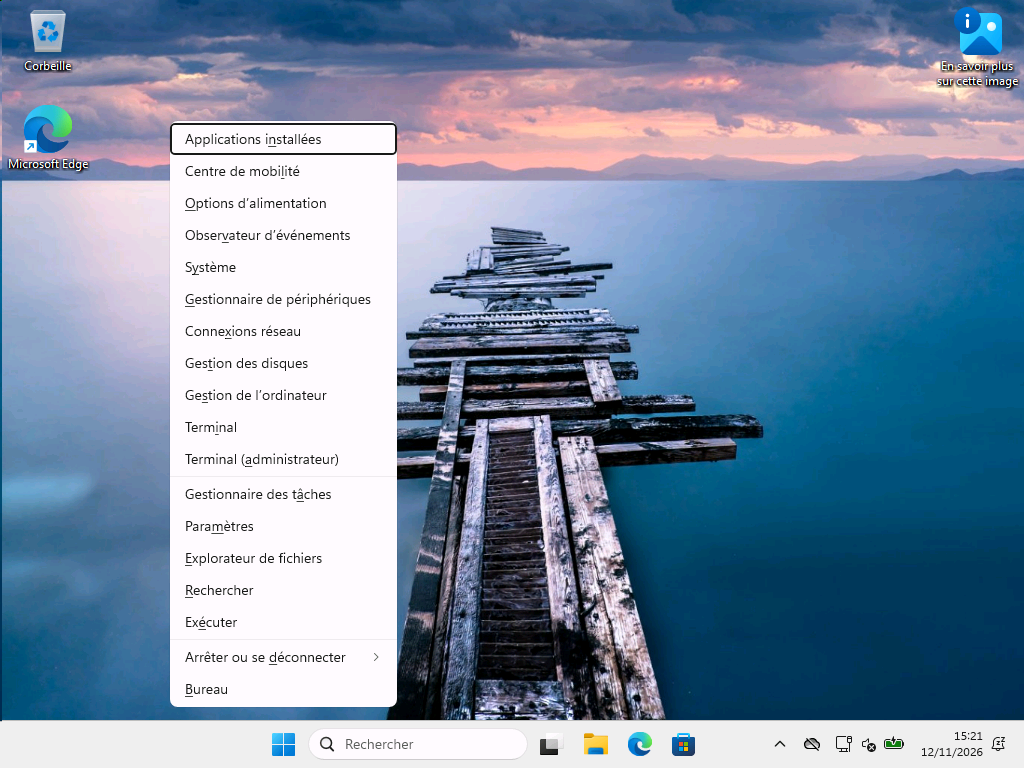 Corbeille
En savoir plus
sur cette image
Microsoft Edge
Applications installées
Centre de mobilité
Options d’alimentation
Observateur d’événements
Système
Gestionnaire de périphériques
Connexions réseau
Gestion des disques
Gestion de l’ordinateur
Terminal
Terminal (administrateur)
Gestionnaire des tâches
Paramètres
Explorateur de fichiers
Rechercher
Exécuter
Arrêter ou se déconnecter
Bureau
Rechercher
15:21
12/11/2026